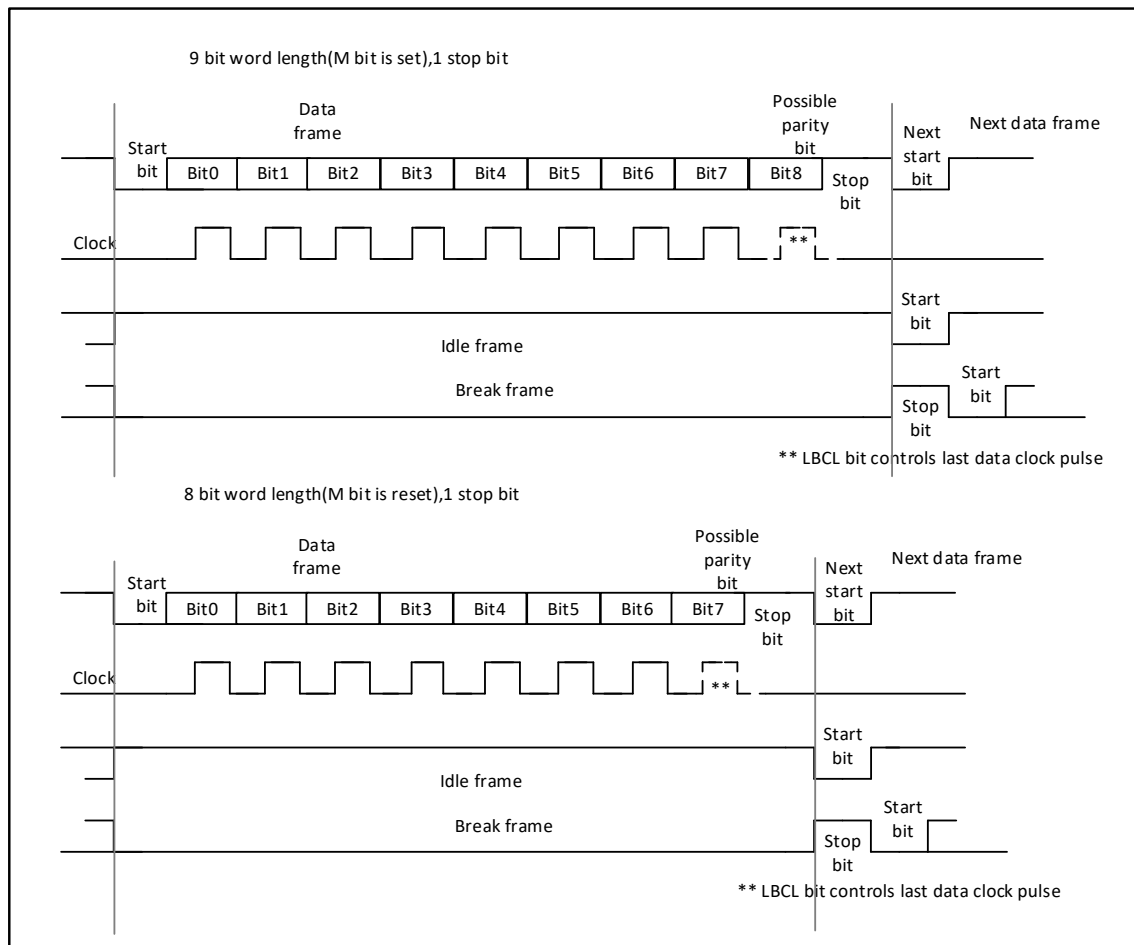 9 bit word length(M bit is set),1 stop bit
Data
frame
Possible
parity
bit
Next data frame
Start
bit
Next
start
bit
Bit0 Bit1 Bit2 Bit3 Bit4 Bit5 Bit6 Bit7 Bit8
Stop
bit
Clock
**
Start
bit
Idle frame
Break frame
Start
bit
Stop
bit
** LBCL bit controls last data clock pulse
8 bit word length(M bit is reset),1 stop bit
Data
frame
Possible
parity
bit
Next data frame
Start
bit
Next
start
bit
Bit0 Bit1 Bit2 Bit3 Bit4 Bit5 Bit6 Bit7
Stop
bit
Clock
**
Start
bit
Idle frame
Break frame
Start
bit
Stop
bit
** LBCL bit controls last data clock pulse